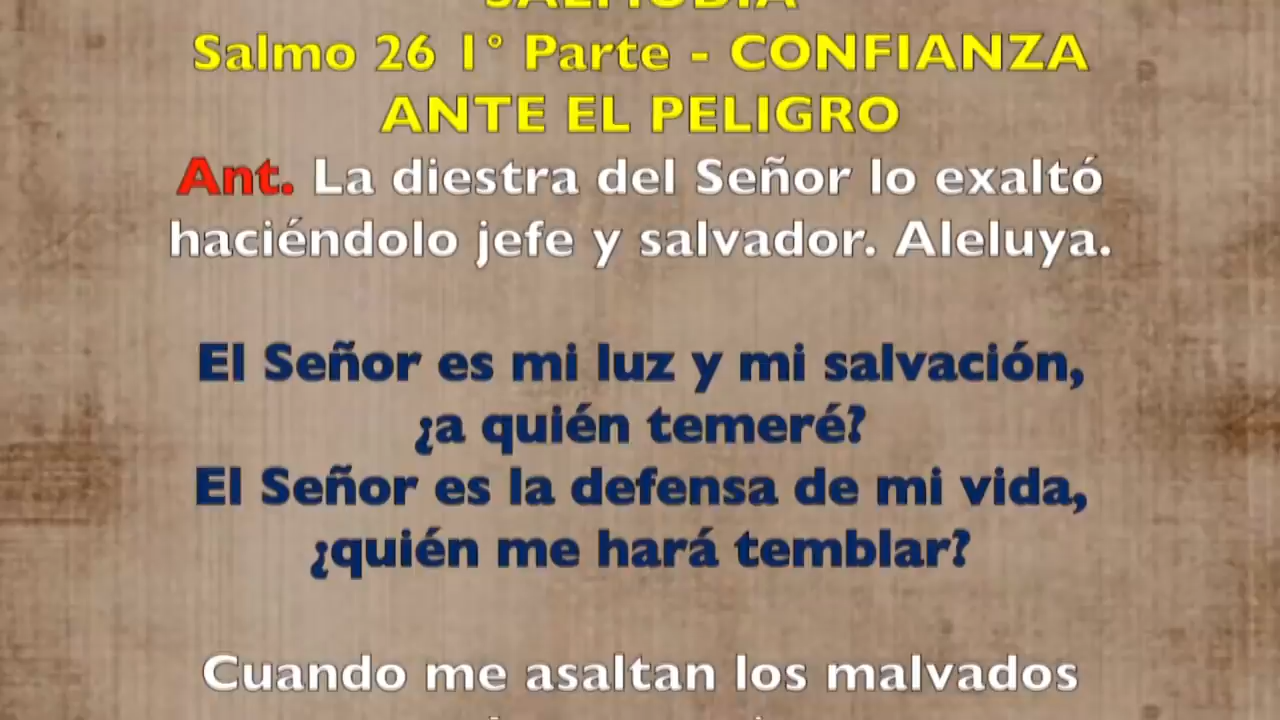 SALMODIA
Salmo 26 1° Parte - CONFIANZA
ANTE EL PELIGRO
Ant. La diestra del Señor lo exaltó
haciéndolo jefe y salvador. Aleluya.
El Señor es mi luz y mi salvación,
¿a quién temeré?
El Señor es la defensa de mi vida,
¿quién me hará temblar?
Cuando me asaltan los malvados